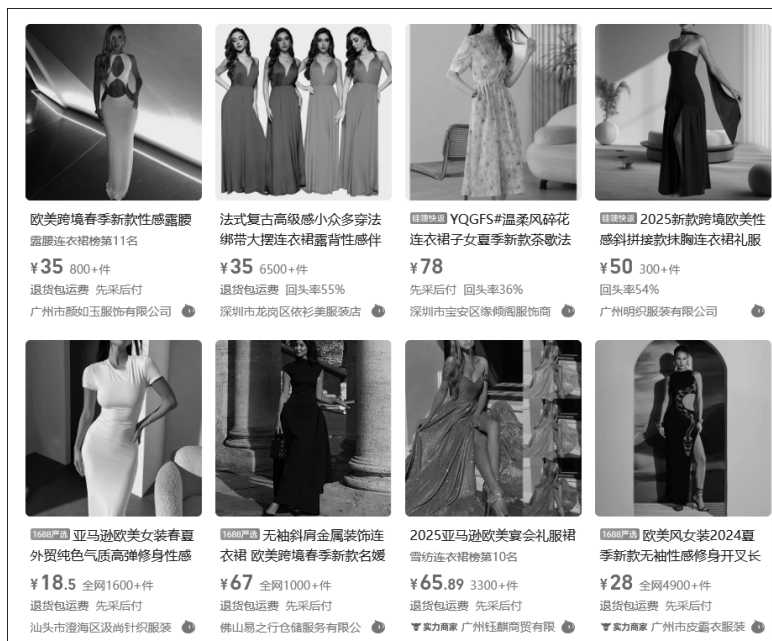 欧美跨境春季新款性感露腰
露腰连衣裙榜第11名
¥35 800+件
退货包运费 先采后付
广州市颜如玉服饰有限公司
法式复古高级感小众多穿法
绑带大摆连衣裙露背性感伴
¥35 6500+件
退货包运费 回头率55%
深圳市龙岗区依衫美服装店
哇噻快返 YQGFS#温柔风碎花
连衣裙子女夏季新款茶歇法
¥78
先采后付 回头率36%
深圳市宝安区缘倾阁服饰商
哇噻快返 2025新款跨境欧美性
感斜拼接款抹胸连衣裙礼服
¥50 300+件
回头率54%
广州明织服装有限公司
1688严选 亚马逊欧美女装春夏
外贸纯色气质高弹修身性感
¥18.5 全网1600+件
退货包运费 先采后付
汕头市澄海区汲尚针织服装
1688严选 无袖斜肩金属装饰连
衣裙 欧美跨境春季新款名媛
¥67 全网1000+件
退货包运费 先采后付
佛山易之行仓储服务有限公
2025亚马逊欧美宴会礼服裙
雪纺连衣裙榜第10名
¥65.89 3300+件
退货包运费 先采后付
实力商家 广州钰麒商贸有限
1688严选 欧美风女装2024夏
季新款无袖性感修身开叉长
¥28 全网4900+件
退货包运费 先采后付
实力商家 广州市皮霸衣服装